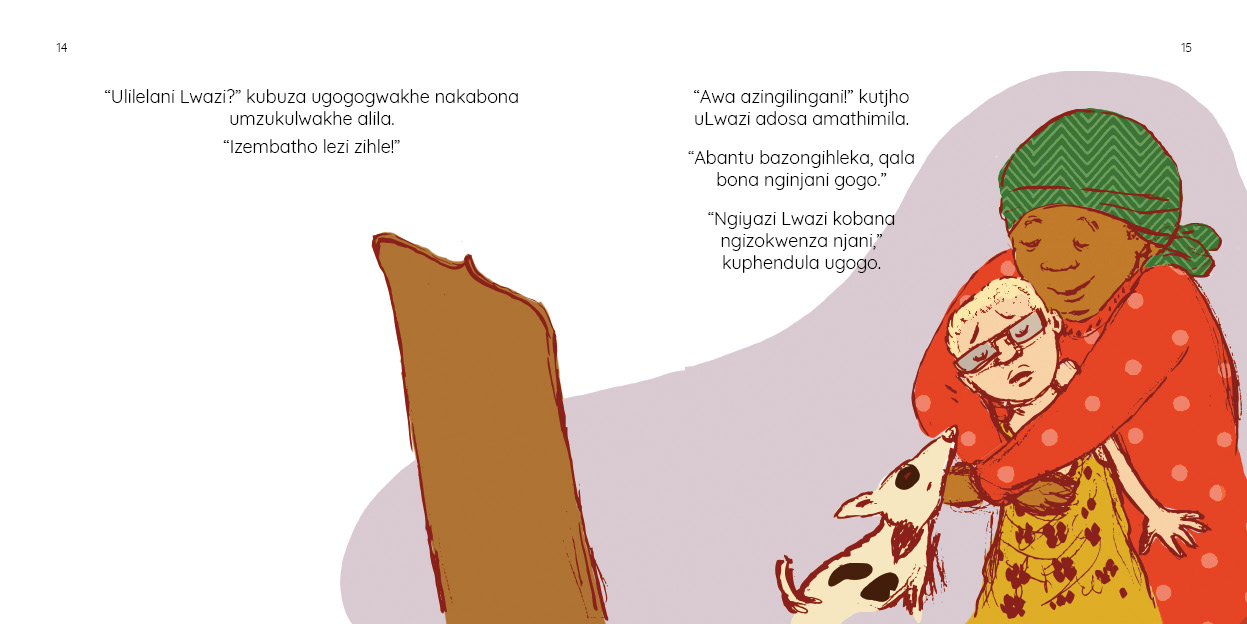 14
“Ulilelani Lwazi?” kubuza ugogogwakhe nakabona
umzukulwakhe alila.
“Izembatho lezi zihle!”
15
“Awa azingilingani!” kutjho
uLwazi adosa amathimila.
“Abantu bazongihleka, qala
bona nginjani gogo.”
“Ngiyazi Lwazi kobana
ngizokwenza njani,”
kuphendula ugogo.